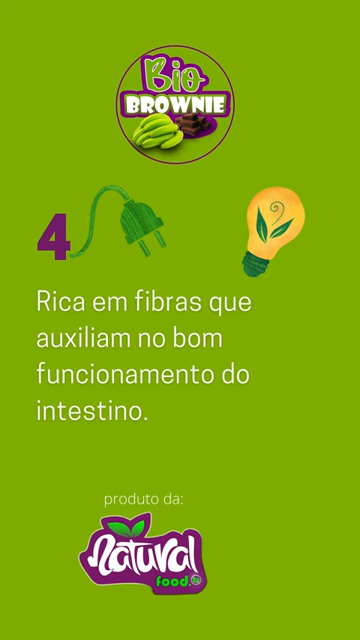 Bio
BROWNIE
4
Rica em fibras que
auxiliam no bom
funcionamento do
intestino.
produto da:
Natural
food.